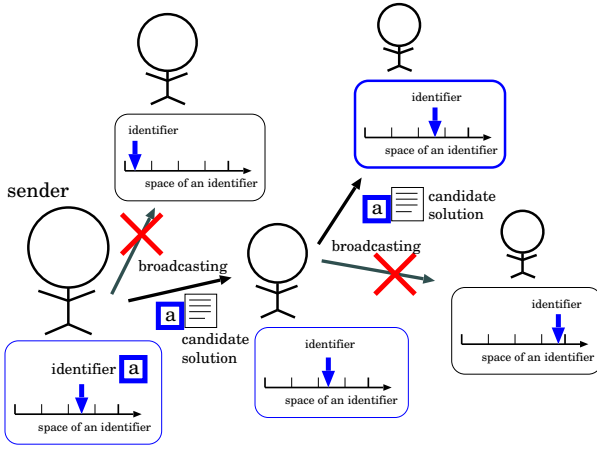 identifier
space of an identifier
identifier
space of an identifier
sender
a
candidate
solution
broadcasting
broadcasting
a
candidate
solution
identifier
space of an identifier
identifier a
space of an identifier
identifier
space of an identifier